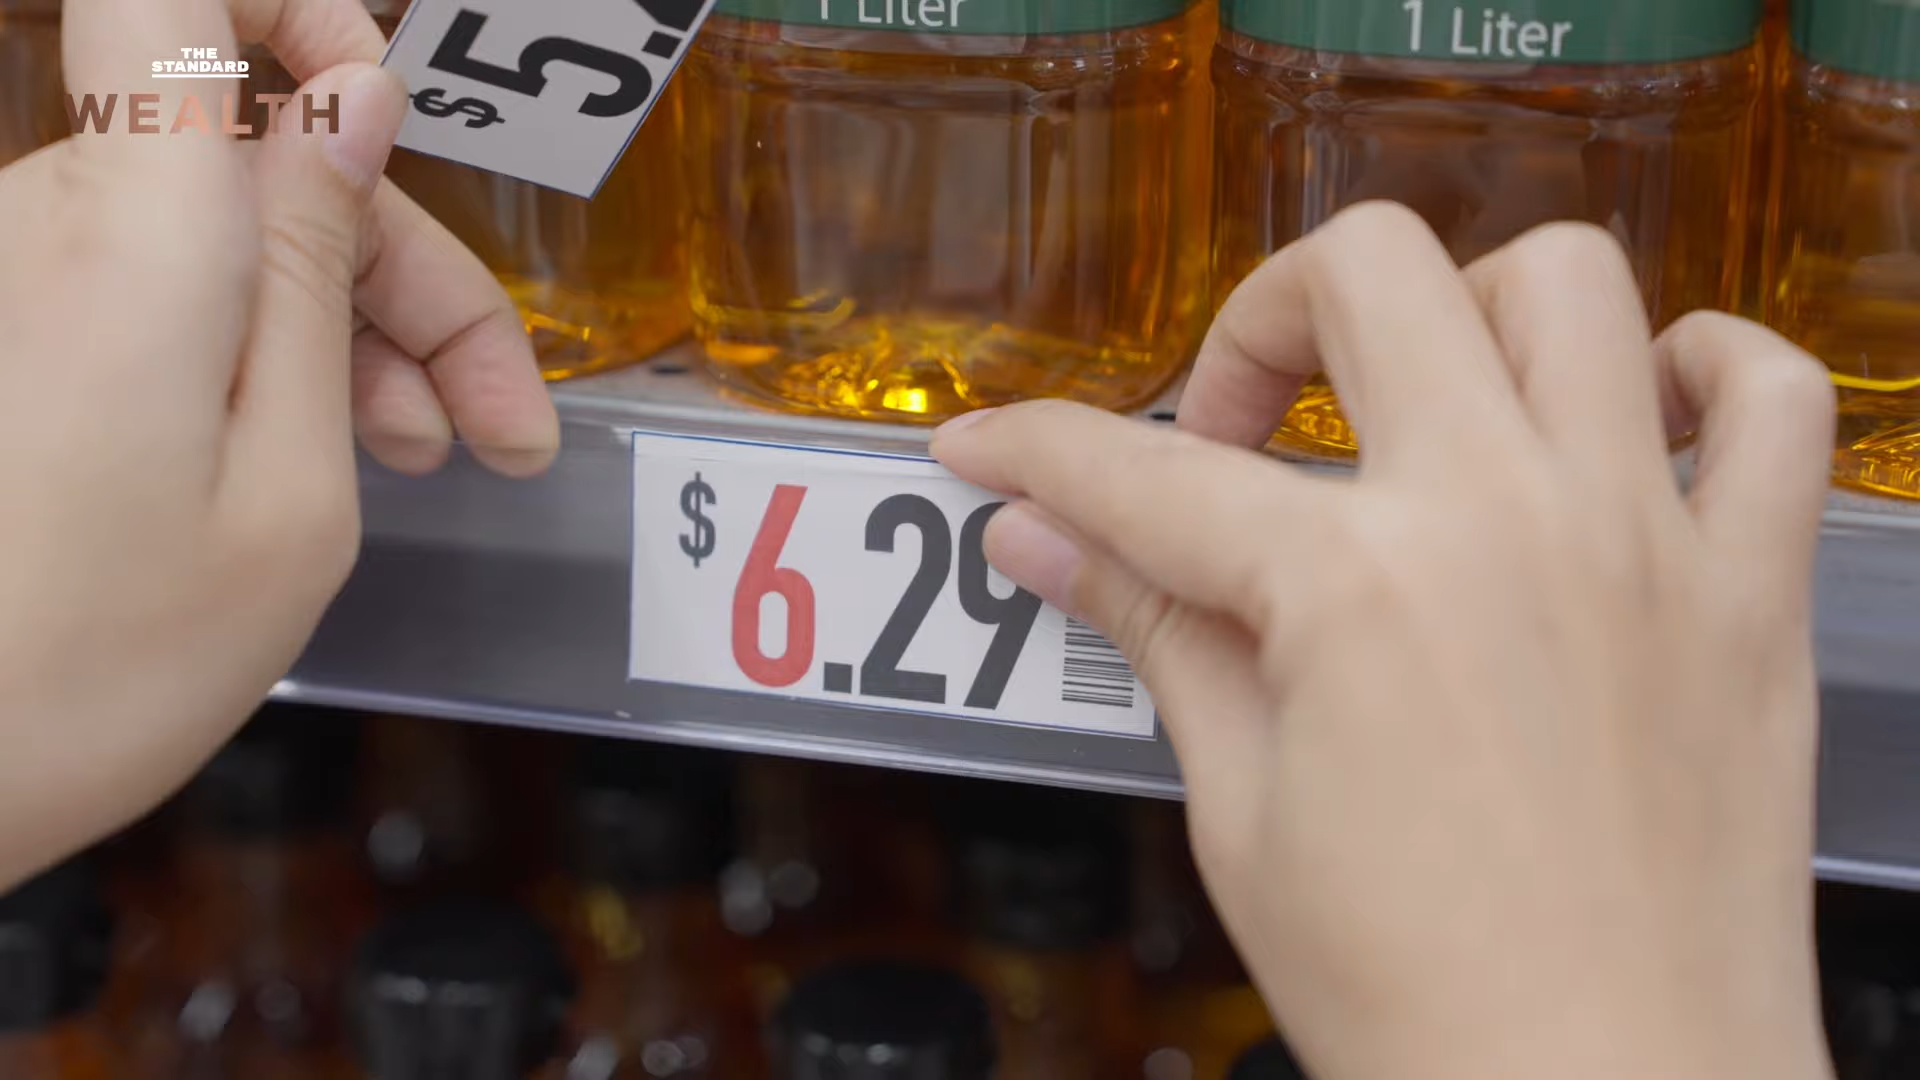 THE
STANDARD
WEALTH
$5.
1 Liter
1 Liter
$6.29